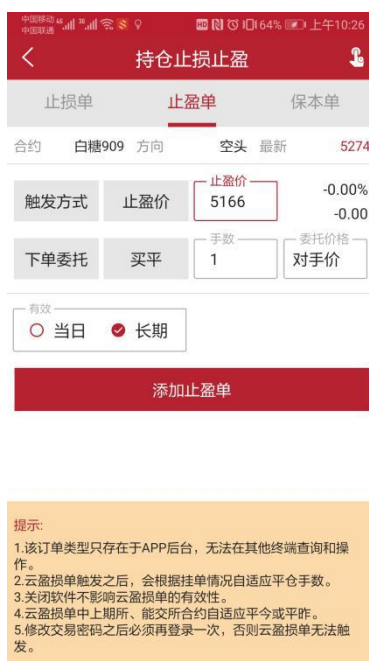 中国移动 46 36 HD N 64% 上午10:26
中国联通
持仓止损止盈
止损单 止盈单 保本单
合约 白糖909 方向 空头 最新 5274
触发方式 止盈价 止盈价 5166 -0.00%
-0.00
下单委托 买平 手数 1 委托价格 对手价
有效
当日 长期
添加止盈单
提示:
1.该订单类型只存在于APP后台，无法在其他终端查询和操
作。
2.云盈损单触发之后，会根据挂单情况自适应平仓手数。
3.关闭软件不影响云盈损单的有效性。
4.云盈损单中上期所、能交所合约自适应平今或平昨。
5.修改交易密码之后必须再登录一次，否则云盈损单无法触
发。